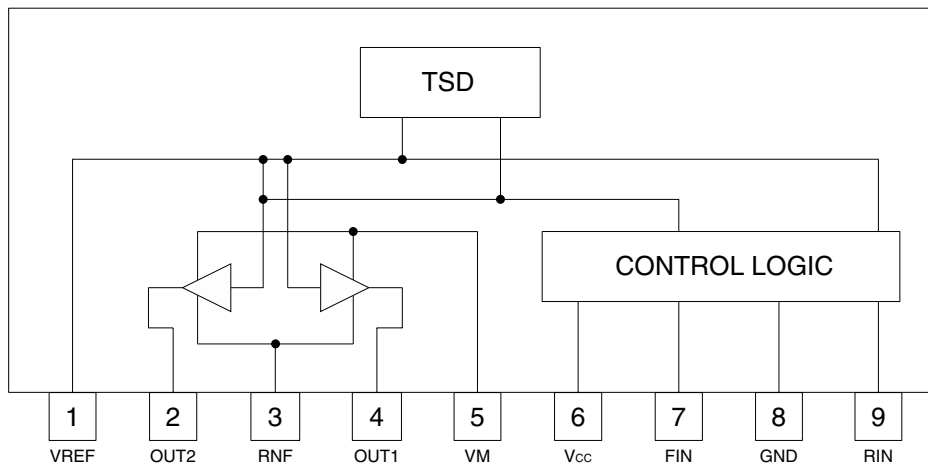 TSD
CONTROL LOGIC
1 2 3 4 5 6 7 8 9
VREF OUT2 RNF OUT1 VM Vcc FIN GND RIN